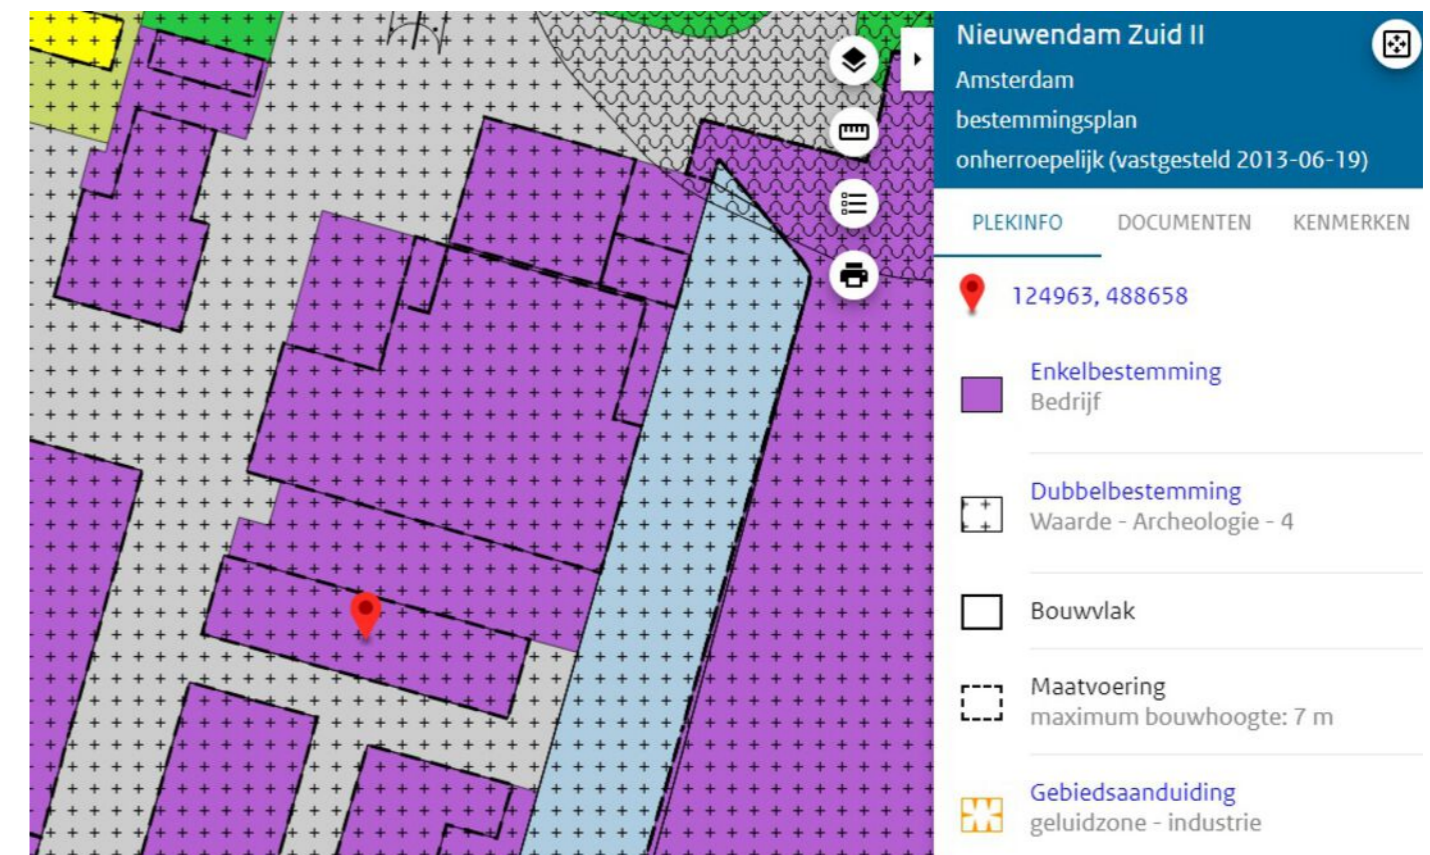 Nieuwendam Zuid II
Amsterdam
bestemmingsplan
onherroepelijk (vastgesteld 2013-06-19)
PLEKINFO DOCUMENTEN KENMERKEN
124963, 488658
Enkelbestemming
Bedrijf
Dubbelbestemming
Waarde - Archeologie - 4
Bouwvlak
Maatvoering
maximum bouwhoogte: 7 m
Gebiedsaanduiding
geluidzone - industrie